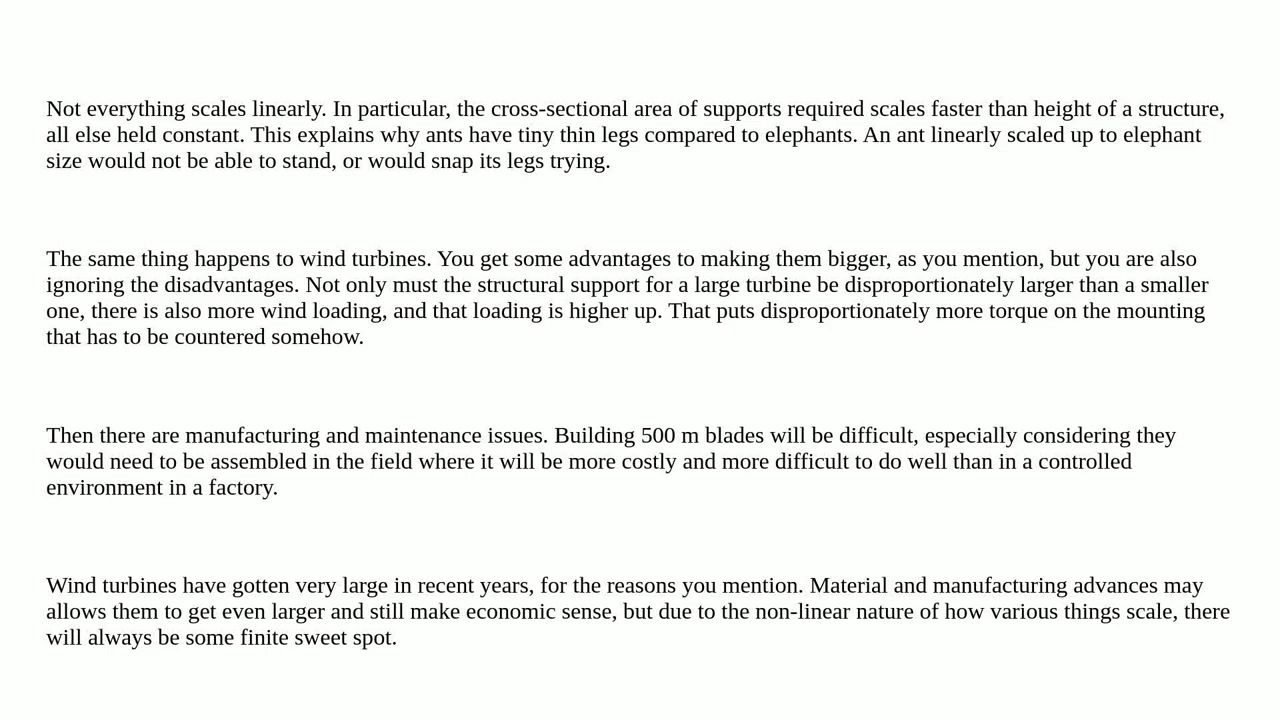 Not everything scales linearly. In particular, the cross-sectional area of supports required scales faster than height of a structure,
all else held constant. This explains why ants have tiny thin legs compared to elephants. An ant linearly scaled up to elephant
size would not be able to stand, or would snap its legs trying.
The same thing happens to wind turbines. You get some advantages to making them bigger, as you mention, but you are also
ignoring the disadvantages. Not only must the structural support for a large turbine be disproportionately larger than a smaller
one, there is also more wind loading, and that loading is higher up. That puts disproportionately more torque on the mounting
that has to be countered somehow.
Then there are manufacturing and maintenance issues. Building 500 m blades will be difficult, especially considering they
would need to be assembled in the field where it will be more costly and more difficult to do well than in a controlled
environment in a factory.
Wind turbines have gotten very large in recent years, for the reasons you mention. Material and manufacturing advances may
allows them to get even larger and still make economic sense, but due to the non-linear nature of how various things scale, there
will always be some finite sweet spot.